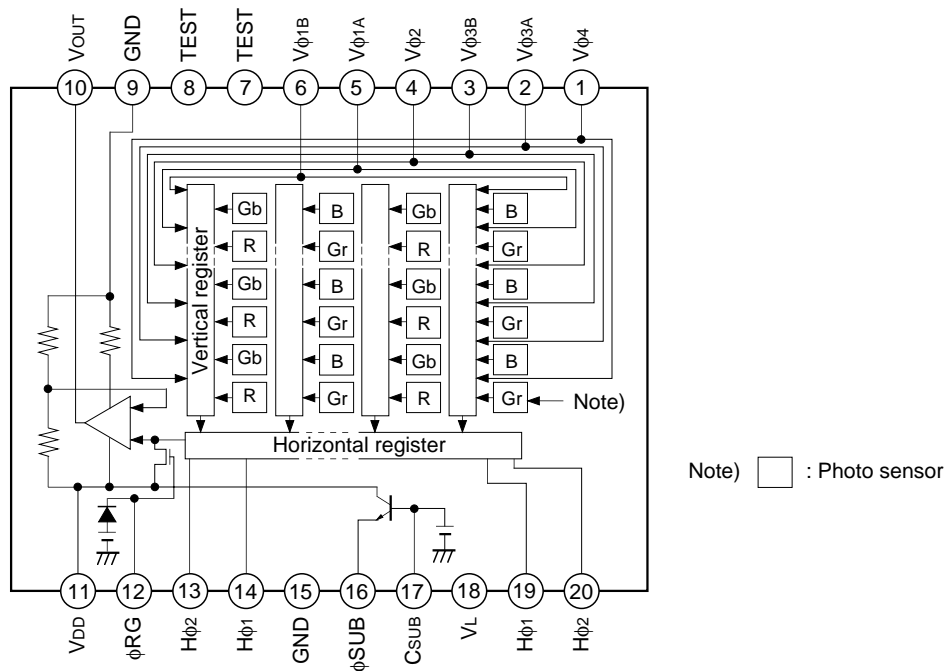 VOUT
GND
TEST
TEST
Vϕ1B
Vϕ1A
Vϕ2
Vϕ3B
Vϕ3A
Vϕ4
10
9
8
7
6
5
4
3
2
1
Vertical register
Gb
B
Gb
B
R
Gr
R
Gr
Gb
B
Gb
B
R
Gr
R
Gr
Gb
B
Gb
B
R
Gr
R
Gr
Note)
Horizontal register
Note) : Photo sensor
11
12
13
14
15
16
17
18
19
20
VDD
ϕRG
Hϕ2
Hϕ1
GND
ϕSUB
CSUB
VL
Hϕ1
Hϕ2